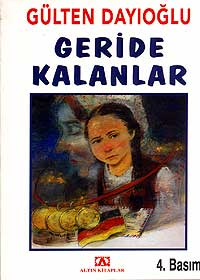 GÜLTEN DAYIOĞLU
GERİDE
KALANLAR
ALTIN KİTAPLAR
4. Basım